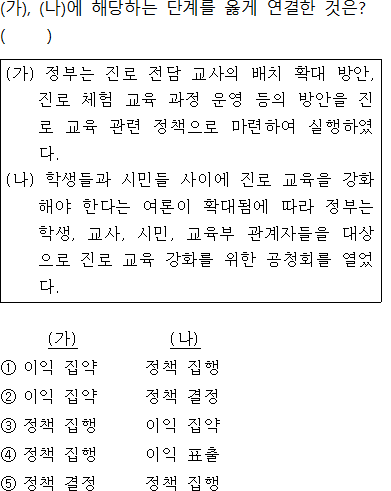 (가), (나)에 해당하는 단계를 옳게 연결한 것은?
(      )
(가) 정부는 진로 전담 교사의 배치 확대 방안,
진로 체험 교육 과정 운영 등의 방안을 진
로 교육 관련 정책으로 마련하여 실행하였
다.
(나) 학생들과 시민들 사이에 진로 교육을 강화
해야 한다는 여론이 확대됨에 따라 정부는
학생, 교사, 시민, 교육부 관계자들을 대상
으로 진로 교육 강화를 위한 공청회를 열었
다.
(가) (나)
① 이익 집약 정책 집행
② 이익 집약 정책 결정
③ 정책 집행 이익 집약
④ 정책 집행 이익 표출
⑤ 정책 결정 정책 집행